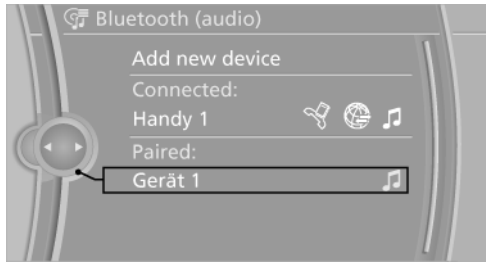 Bluetooth (audio)
Add new device
Connected:
Handy 1
Paired:
Gerät 1